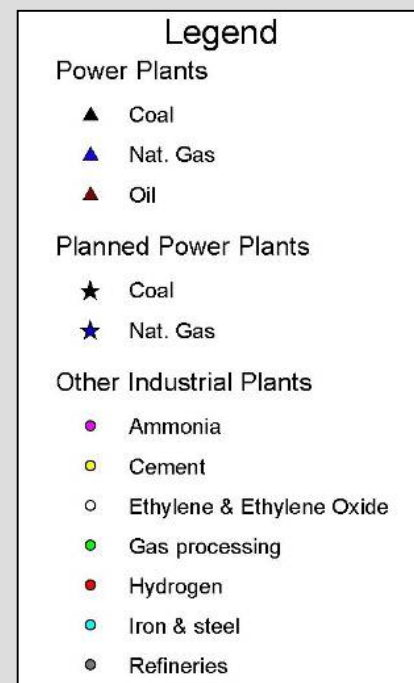 Legend
Power Plants
Coal
Nat. Gas
Oil
Planned Power Plants
Coal
Nat. Gas
Other Industrial Plants
Ammonia
Cement
Ethylene & Ethylene Oxide
Gas processing
Hydrogen
Iron & steel
Refineries